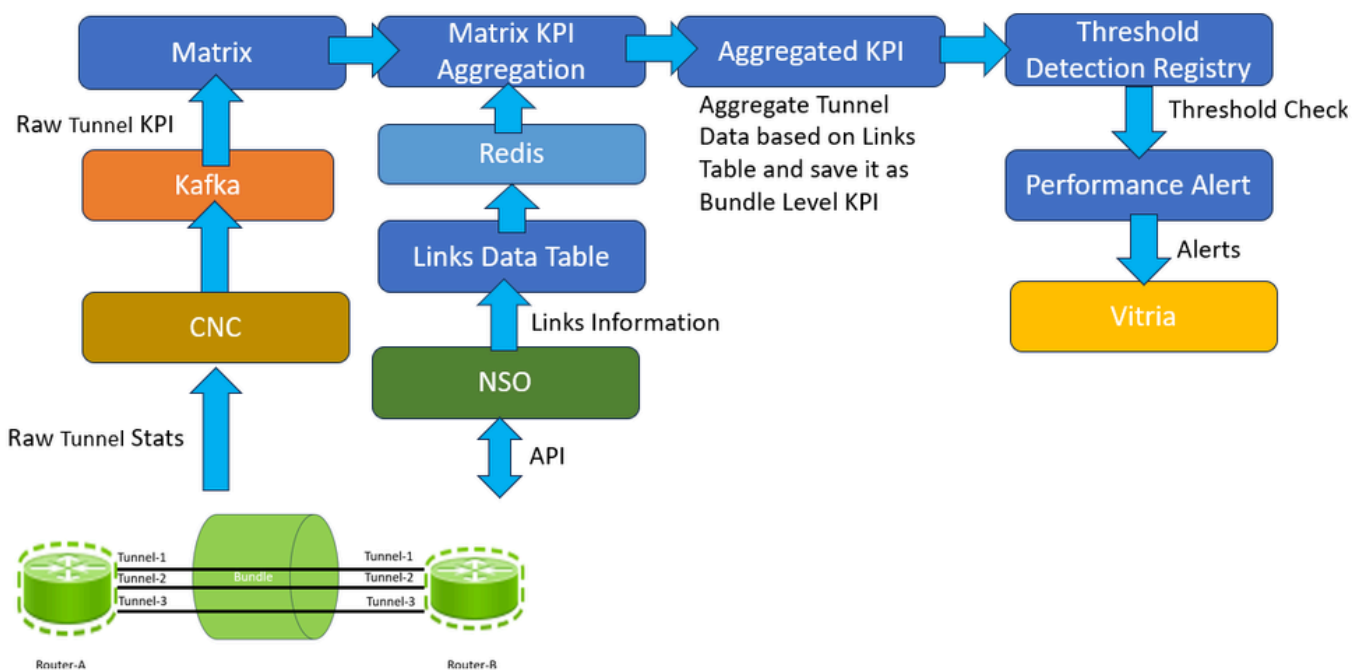 Matrix
Matrix KPI
Aggregation
Aggregated KPI
Threshold
Detection Registry
Raw Tunnel KPI
Aggregate Tunnel
Data based on Links
Table and save it as
Bundle Level KPI
Threshold Check
Kafka
Redis
Performance Alert
Links Data Table
Alerts
CNC
Links Information
Vitria
NSO
Raw Tunnel Stats
API
Tunnel-1
Tunnel-1
Tunnel-2
Bundle
Tunnel-2
Tunnel-3
Tunnel-3
Router-A
Router-B